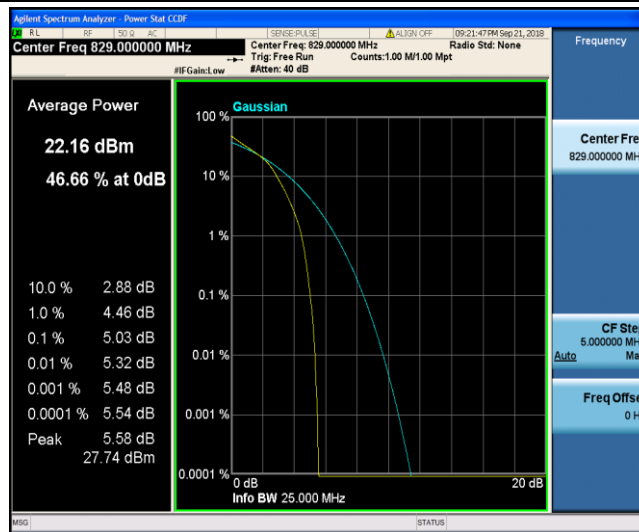 Agilent Spectrum Analyzer - Power Stat CCDF
RL RF 50 Ω AC SENSE:PULSE ALIGN OFF 09:21:47 PM Sep 21, 2018
Center Freq 829.000000 MHz
Center Freq: 829.000000 MHz Radio Std: None
Trig: Free Run Counts:1.00 M/1.00 Mpt
#IFGain:Low #Atten: 40 dB
Frequency
Average Power
22.16 dBm
46.66 % at 0dB
10.0 % 2.88 dB
1.0 % 4.46 dB
0.1 % 5.03 dB
0.01 % 5.32 dB
0.001 % 5.48 dB
0.0001 % 5.54 dB
Peak 5.58 dB
27.74 dBm
Gaussian
100 %
10 %
1 %
0.1 %
0.01 %
0.001 %
0.0001 %
0 dB 20 dB
Info BW 25.000 MHz
Center Fre
829.000000 MH
CF Ste
5.000000 MH
Auto Ma
Freq Offse
0 H
MSG STATUS